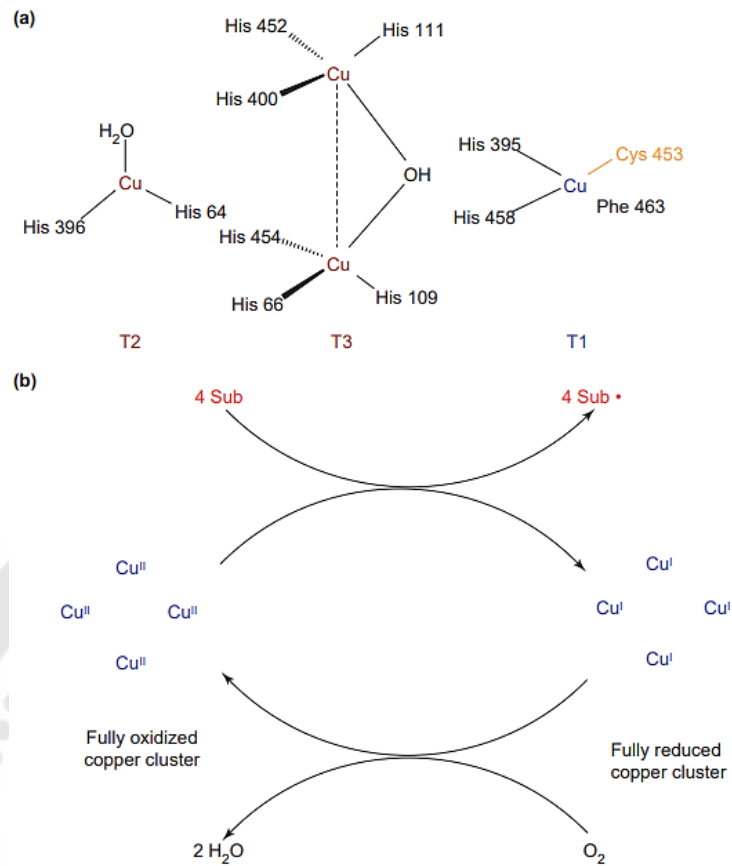 (a)
His 452
His 111
Cu
His 400
H₂O
His 395
Cys 453
Cu
OH
Cu
His 64
Phe 463
His 396
His 458
His 454
Cu
His 66
His 109
T2
T3
T1
(b)
4 Sub
4 Sub •
Cuᴵᴵ
Cuᴵ
Cuᴵᴵ
Cuᴵᴵ
Cuᴵ
Cuᴵ
Cuᴵᴵ
Cuᴵ
Fully oxidized
copper cluster
Fully reduced
copper cluster
2 H₂O
O₂